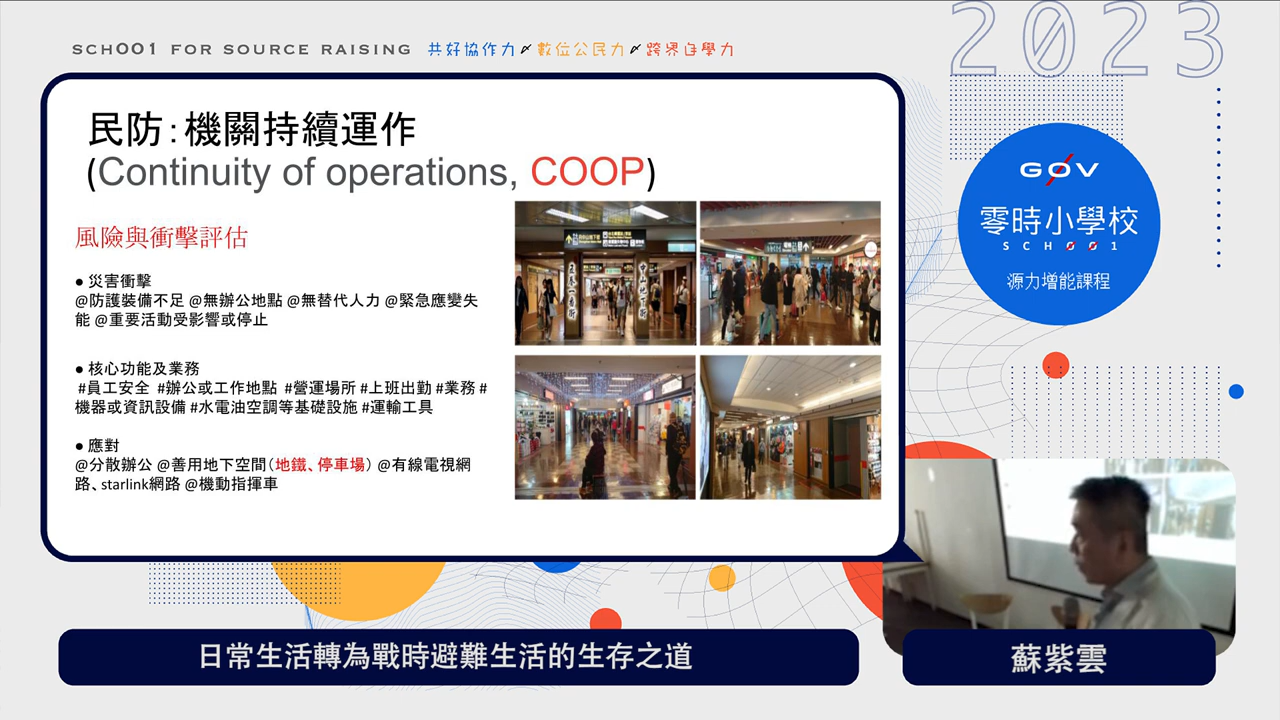 SCH001 FOR SOURCE RAISING 共好協作力 〆 數位公民力 〆 跨界自學力
2023
民防：機關持續運作
(Continuity of operations, COOP)
風險與衝擊評估
● 災害衝擊
@防護裝備不足 @無辦公地點 @無替代人力 @緊急應變失
能 @重要活動受影響或停止
● 核心功能及業務
#員工安全 #辦公或工作地點 #營運場所 #上班出勤 #業務 #
機器或資訊設備 #水電油空調等基礎設施 #運輸工具
● 應對
@分散辦公 @善用地下空間（地鐵、停車場） @有線電視網
路、starlink網路 @機動指揮車
G0V
零時小學校
SCH001
源力增能課程
日常生活轉為戰時避難生活的生存之道
蘇紫雲